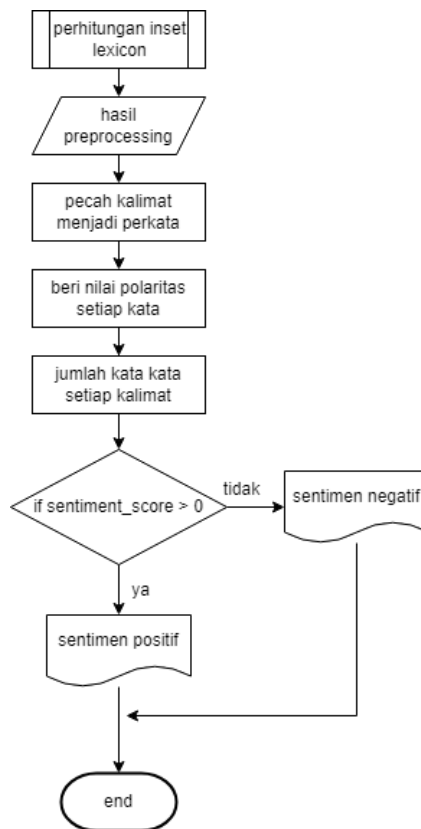 perhitungan inset
lexicon
hasil
preprocessing
pecah kalimat
menjadi perkata
beri nilai polaritas
setiap kata
jumlah kata kata
setiap kalimat
if sentiment_score > 0
tidak
sentimen negatif
ya
sentimen positif
end